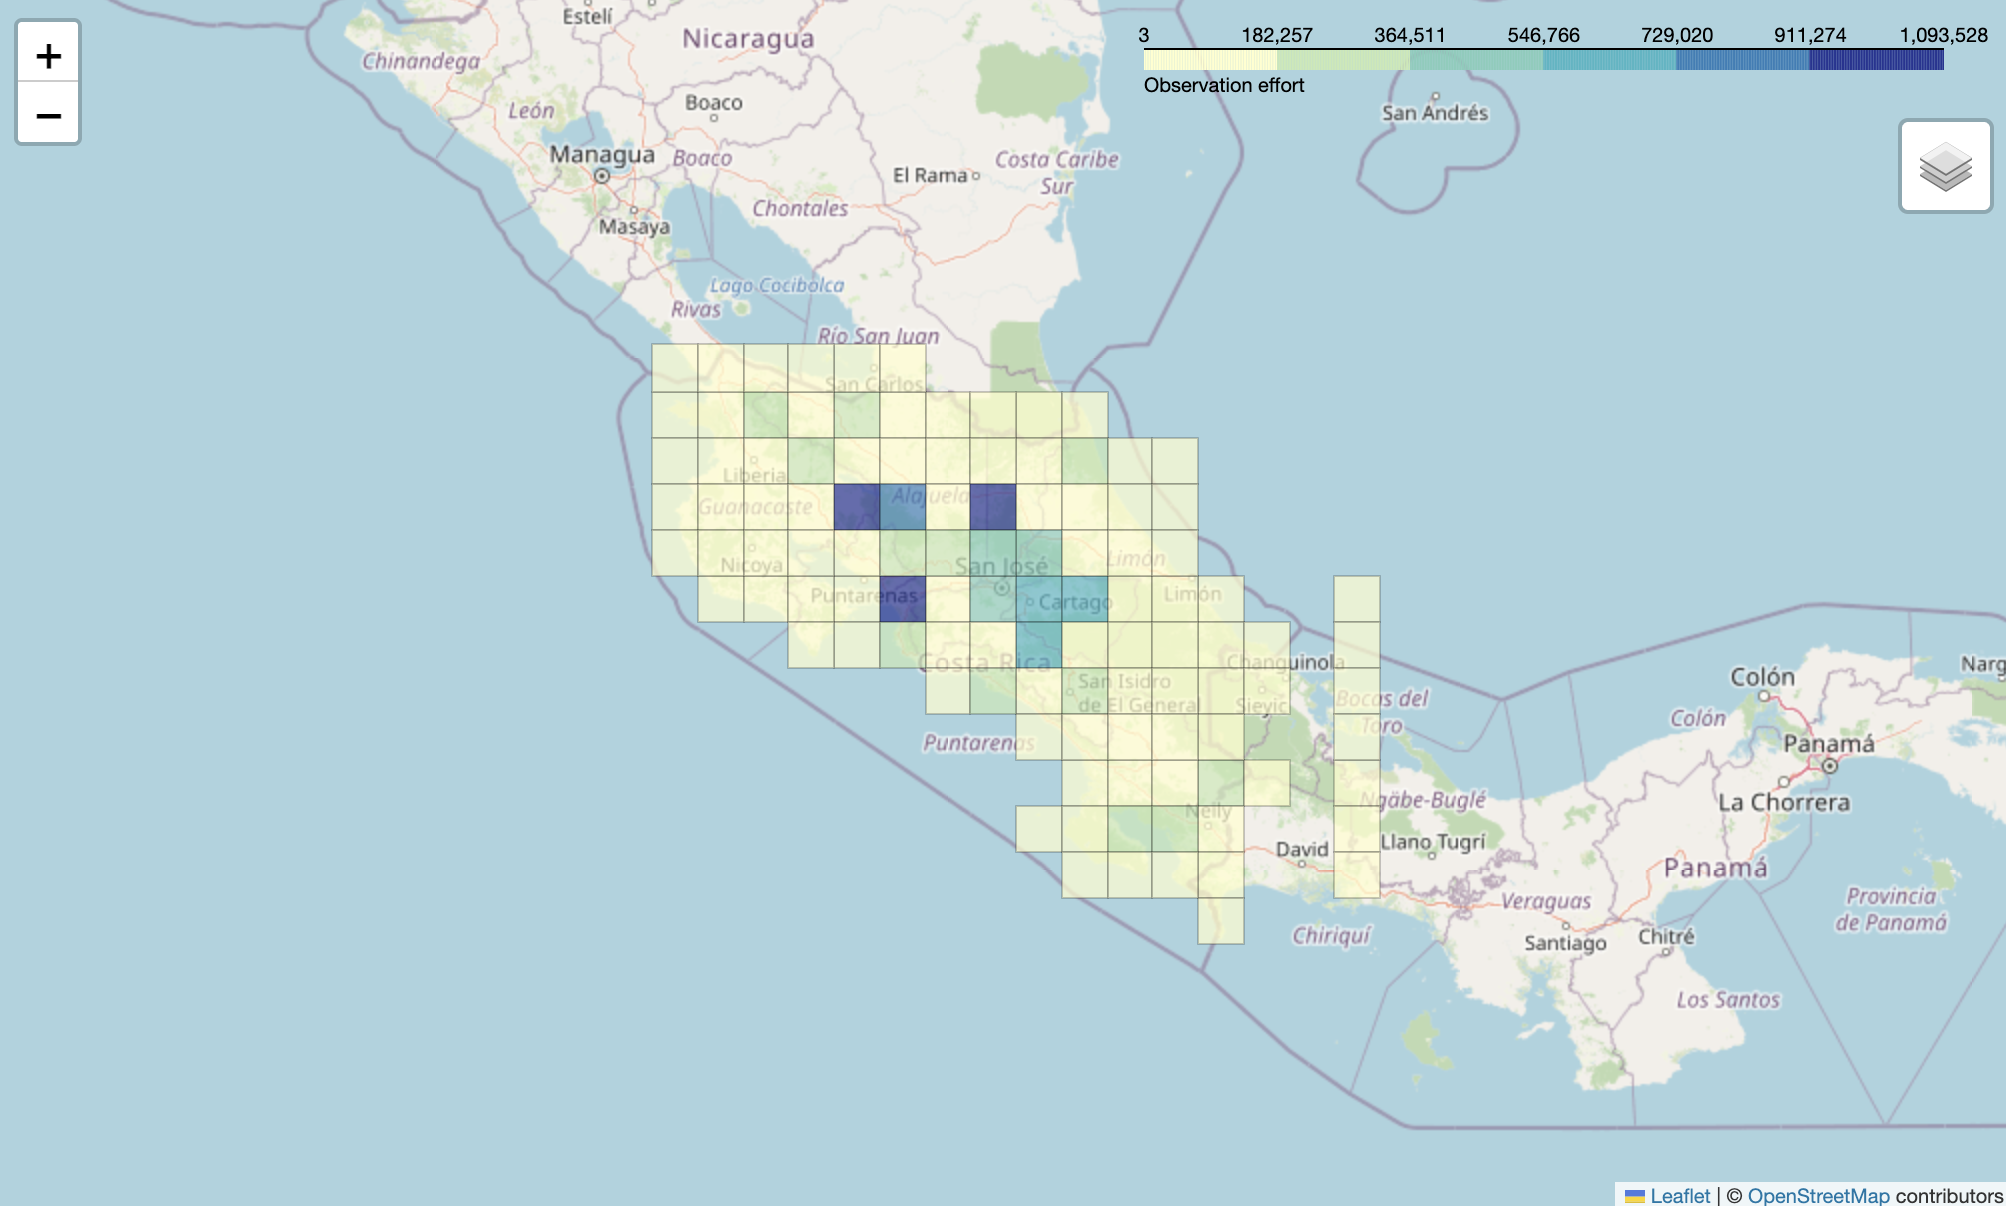 +
−
3 182,257 364,511 546,766 729,020 911,274 1,093,528
Observation effort
Estelí
Nicaragua
Chinandega
León
Boaco
San Andrés
Managua
Boaco
El Rama
Costa Caribe
Sur
Chontales
Masaya
Lago Cocibolca
Rivas
Río San Juan
San Carlos
Liberia
Guanacaste
Alajuela
Nicoya
San José
Limón
Puntarenas
Cartago
Limón
Costa Rica
Changuinola
San Isidro
de El General
Sieyic
Bocas del
Toro
Colón
Narg
Colón
Puntarenas
Panamá
Ngäbe-Buglé
La Chorrera
Neily
David
Llano Tugrí
Panamá
Veraguas
Provincia
de Panamá
Chiriquí
Santiago
Chitré
Los Santos
Leaflet | © OpenStreetMap contributors